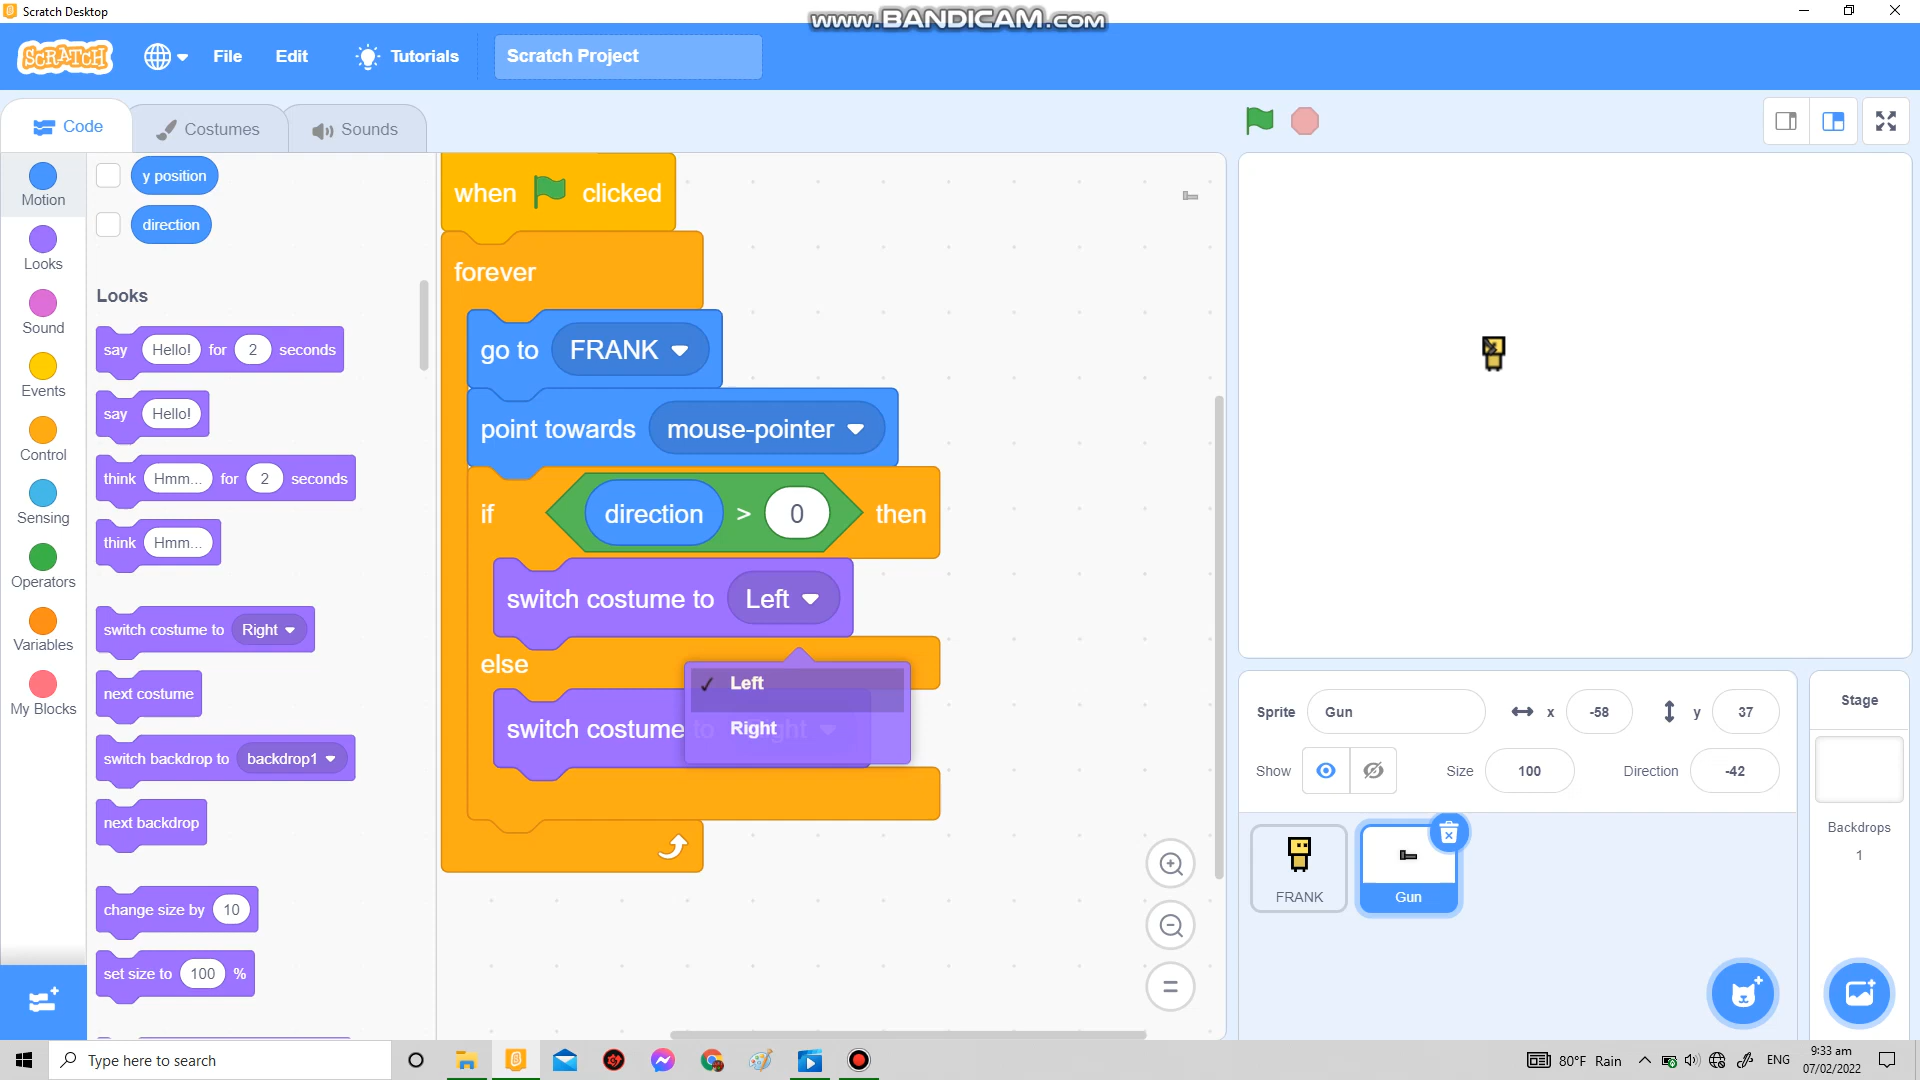 Scratch Desktop
www.BANDICAM.com
SCRATCH
File
Edit
Tutorials
Scratch Project
Code
Costumes
Sounds
Motion
Looks
Sound
Events
Control
Sensing
Operators
Variables
My Blocks
y position
direction
Looks
say Hello! for 2 seconds
say Hello!
think Hmm... for 2 seconds
think Hmm...
switch costume to Right
next costume
switch backdrop to backdrop1
next backdrop
change size by 10
set size to 100 %
when clicked
forever
go to FRANK
point towards mouse-pointer
if direction > 0 then
switch costume to Left
else
switch costume to Right
✓ Left
Right
Sprite Gun x -58 y 37
Show Size 100 Direction -42
FRANK
Gun
Stage
Backdrops
1
Type here to search
80°F Rain
ENG
9:33 am
07/02/2022